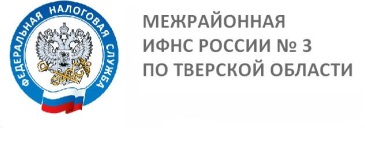 ФЕДЕРАЛЬНАЯ НАЛОГОВАЯ СЛУЖБА
МЕЖРАЙОННАЯ
ИФНС РОССИИ № 3
ПО ТВЕРСКОЙ ОБЛАСТИ